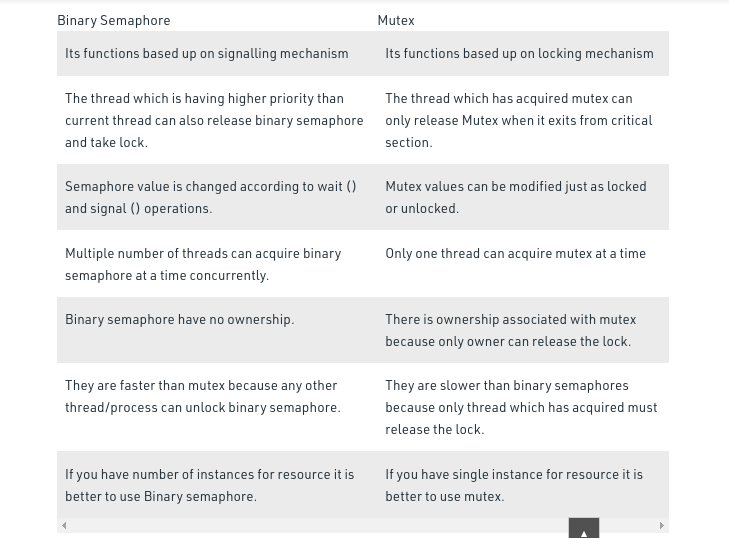 Binary Semaphore Mutex
Its functions based up on signalling mechanism
Its functions based up on locking mechanism
The thread which is having higher priority than
current thread can also release binary semaphore
and take lock.
The thread which has acquired mutex can
only release Mutex when it exits from critical
section.
Semaphore value is changed according to wait ()
and signal () operations.
Mutex values can be modified just as locked
or unlocked.
Multiple number of threads can acquire binary
semaphore at a time concurrently.
Only one thread can acquire mutex at a time
Binary semaphore have no ownership.
There is ownership associated with mutex
because only owner can release the lock.
They are faster than mutex because any other
thread/process can unlock binary semaphore.
They are slower than binary semaphores
because only thread which has acquired must
release the lock.
If you have number of instances for resource it is
better to use Binary semaphore.
If you have single instance for resource it is
better to use mutex.